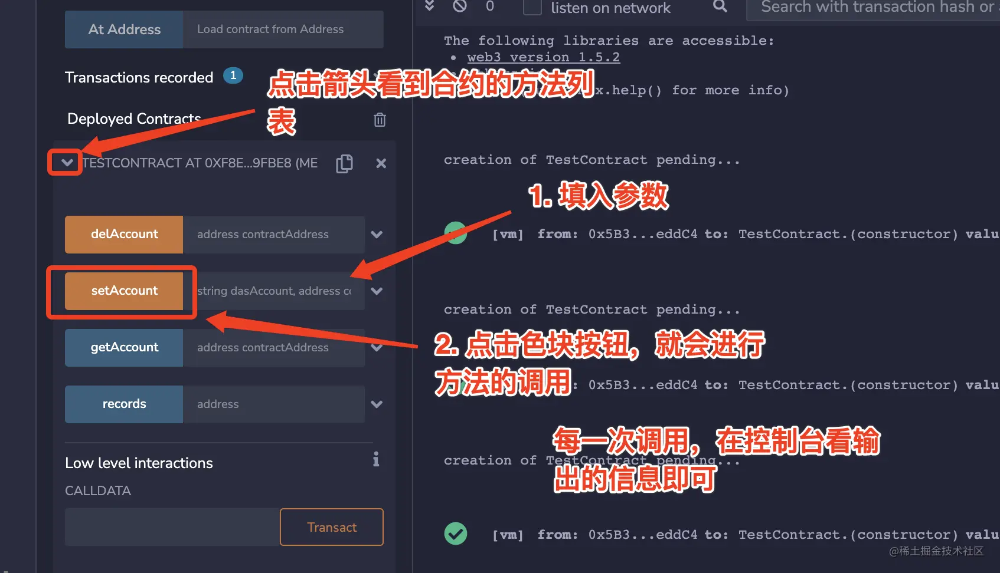 At Address
Load contract from Address
Transactions recorded 1
Deployed Contracts
TESTCONTRACT AT 0XF8E...9FBE8 (ME
delAccount
address contractAddress
setAccount
string dasAccount, address co
getAccount
address contractAddress
records
address
Low level interactions
CALLDATA
Transact
0
listen on network
Search with transaction hash or
The following libraries are accessible:
web3 version 1.5.2
x.help() for more info)
点击箭头看到合约的方法列
表
creation of TestContract pending...
1. 填入参数
[vm] from: 0x5B3...eddC4 to: TestContract.(constructor) valu
creation of TestContract pending...
2. 点击色块按钮，就会进行
方法的调用
: 0x5B3...eddC4 to: TestContract.(constructor) valu
每一次调用，在控制台看输
出的信息即可
creation of TestContract pending...
[vm] from: 0x5B3...eddC4 to: TestContract.(constructor) valu
@稀土掘金技术社区